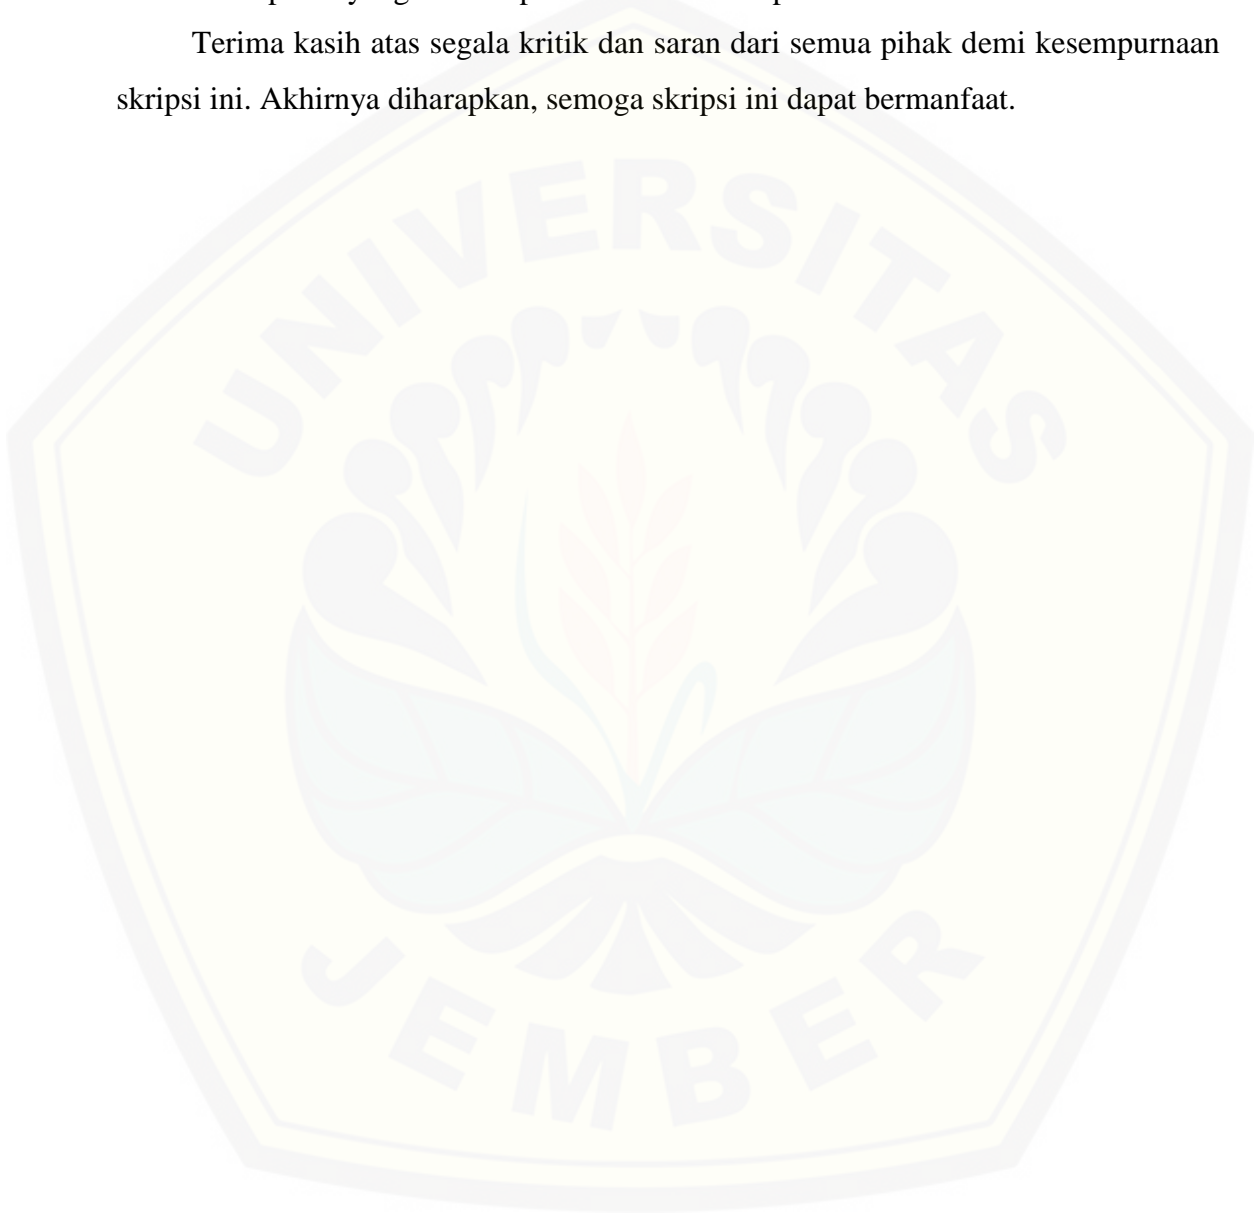 Terima kasih atas segala kritik dan saran dari semua pihak demi kesempurnaan
skripsi ini. Akhirnya diharapkan, semoga skripsi ini dapat bermanfaat.
UNIVERSITAS
JEMBER